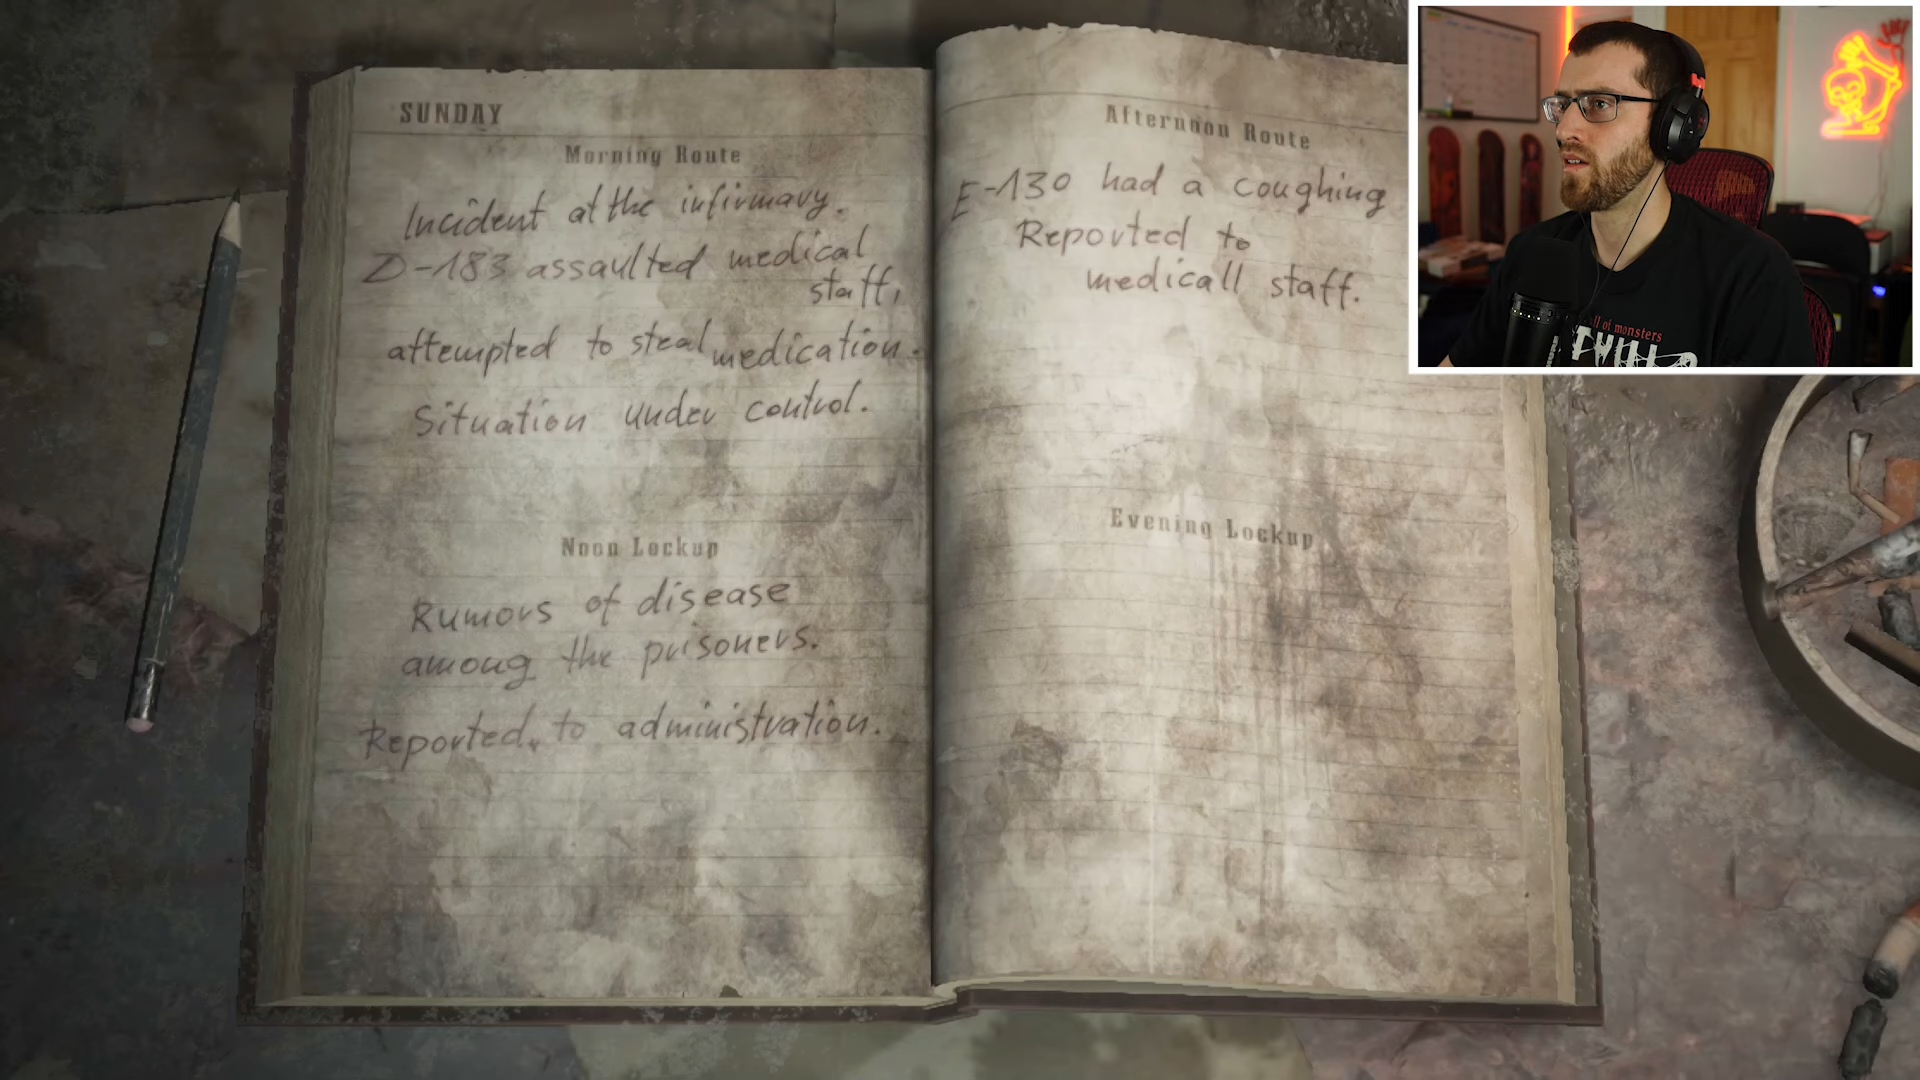 SUNDAY
Morning Route
Incident at the infirmary.
D-183 assaulted medical
staff,
attempted to steal medication.
Situation under control.
Noon Lockup
Rumors of disease
among the prisoners.
Reported to administration.
Afternoon Route
E-130 had a coughing
Reported to
medicall staff.
Evening Lockup
of monsters